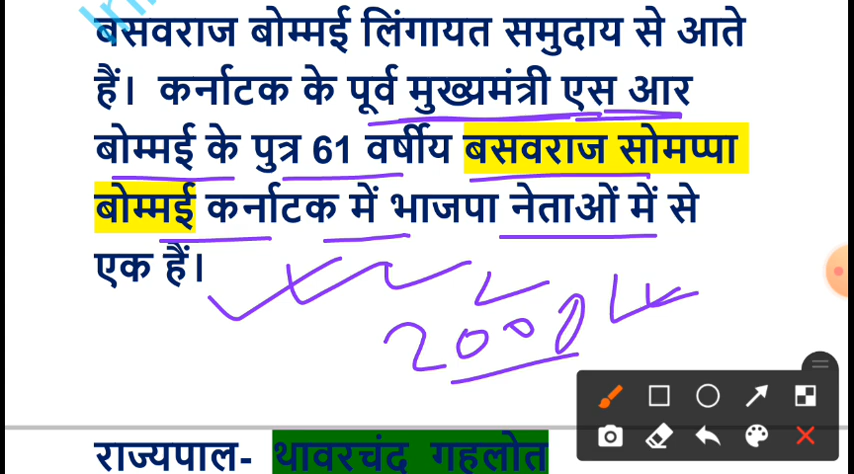 बसवराज बोम्मई लिंगायत समुदाय से आते
हैं। कर्नाटक के पूर्व मुख्यमंत्री एस आर
बोम्मई के पुत्र 61 वर्षीय बसवराज सोमप्पा
बोम्मई कर्नाटक में भाजपा नेताओं में से
एक हैं।
2008
राज्यपाल- थावरचंद गहलोत